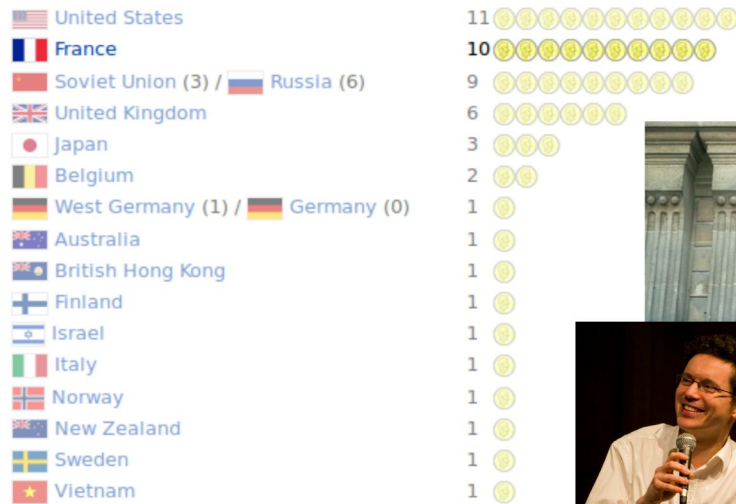 United States 11
France 10
Soviet Union (3) / Russia (6) 9
United Kingdom 6
Japan 3
Belgium 2
West Germany (1) / Germany (0) 1
Australia 1
British Hong Kong 1
Finland 1
Israel 1
Italy 1
Norway 1
New Zealand 1
Sweden 1
Vietnam 1